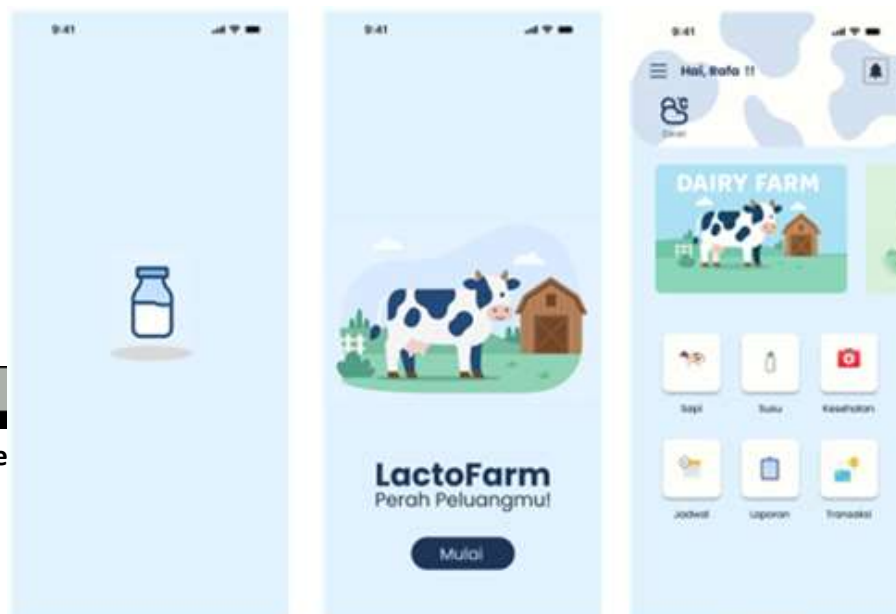 9:41
9:41
LactoFarm
Perah Peluangmu!
Mulai
9:41
Hai, Rafa !!
DAIRY FARM
Sapi
Susu
Kesehatan
Jadwal
Laporan
Transaksi
e